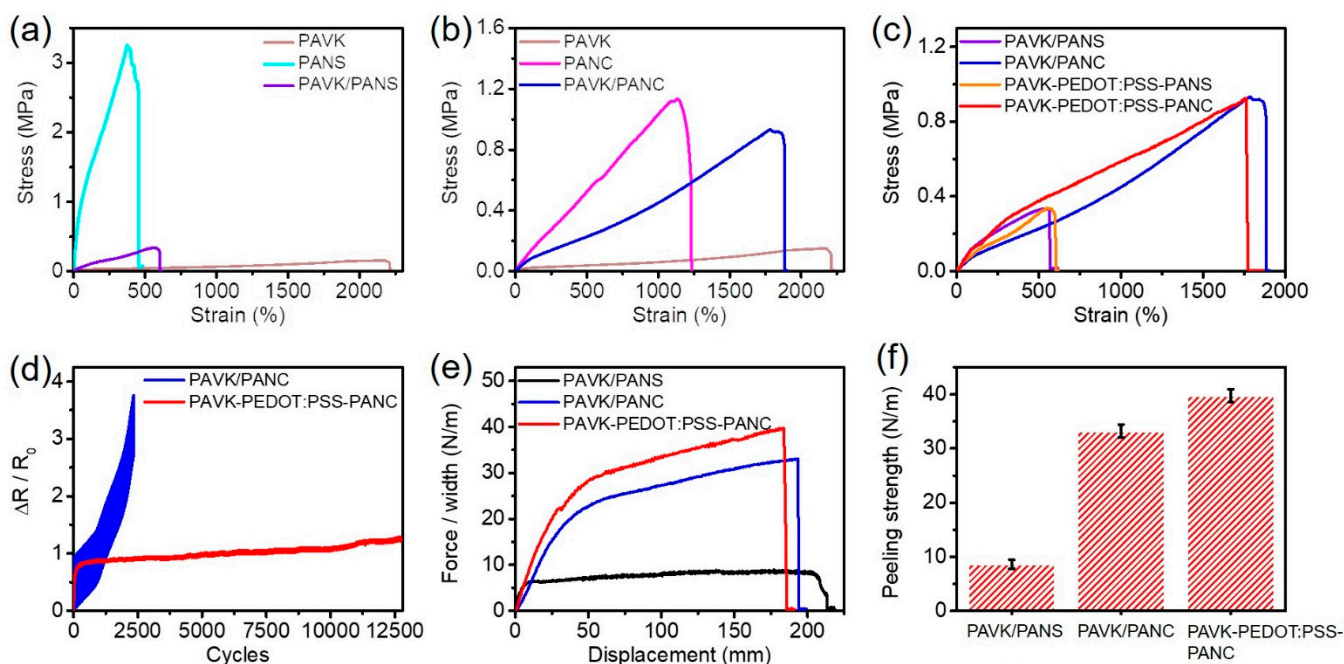 (a)
PAVK
PANS
PAVK/PANS
Stress (MPa)
3
2
1
0
0 500 1000 1500 2000
Strain (%)
(b)
PAVK
PANC
PAVK/PANC
Stress (MPa)
1.6
1.2
0.8
0.4
0.0
0 500 1000 1500 2000
Strain (%)
(c)
PAVK/PANS
PAVK/PANC
PAVK-PEDOT:PSS-PANS
PAVK-PEDOT:PSS-PANC
Stress (MPa)
1.2
0.8
0.4
0.0
0 500 1000 1500 2000
Strain (%)
(d)
PAVK/PANC
PAVK-PEDOT:PSS-PANC
ΔR / R0
4
3
2
1
0
0 2500 5000 7500 10000 12500
Cycles
(e)
PAVK/PANS
PAVK/PANC
PAVK-PEDOT:PSS-PANC
Force / width (N/m)
50
40
30
20
10
0
0 50 100 150 200
Displacement (mm)
(f)
Peeling strength (N/m)
40
30
20
10
0
PAVK/PANS
PAVK/PANC
PAVK-PEDOT:PSS-
PANC